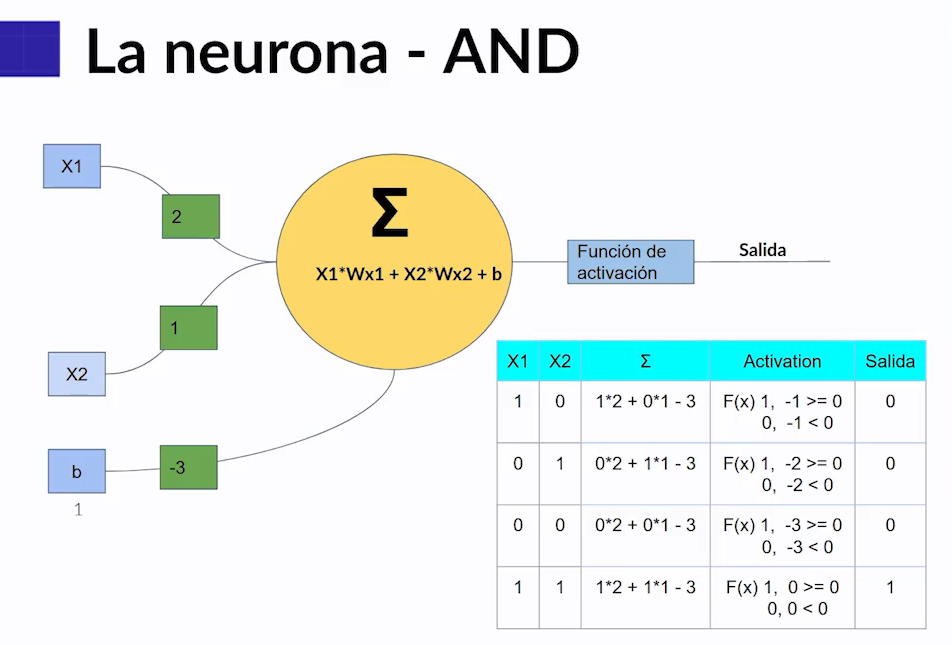 La neurona - AND
X1
2
Σ
X1*Wx1 + X2*Wx2 + b
Función de
activación
Salida
1
X2
b
-3
1
X1 X2 Σ Activation Salida
1 0 1*2 + 0*1 - 3 F(x) 1, -1 >= 0 0
0, -1 < 0
0 1 0*2 + 1*1 - 3 F(x) 1, -2 >= 0 0
0, -2 < 0
0 0 0*2 + 0*1 - 3 F(x) 1, -3 >= 0 0
0, -3 < 0
1 1 1*2 + 1*1 - 3 F(x) 1, 0 >= 0 1
0, 0 < 0